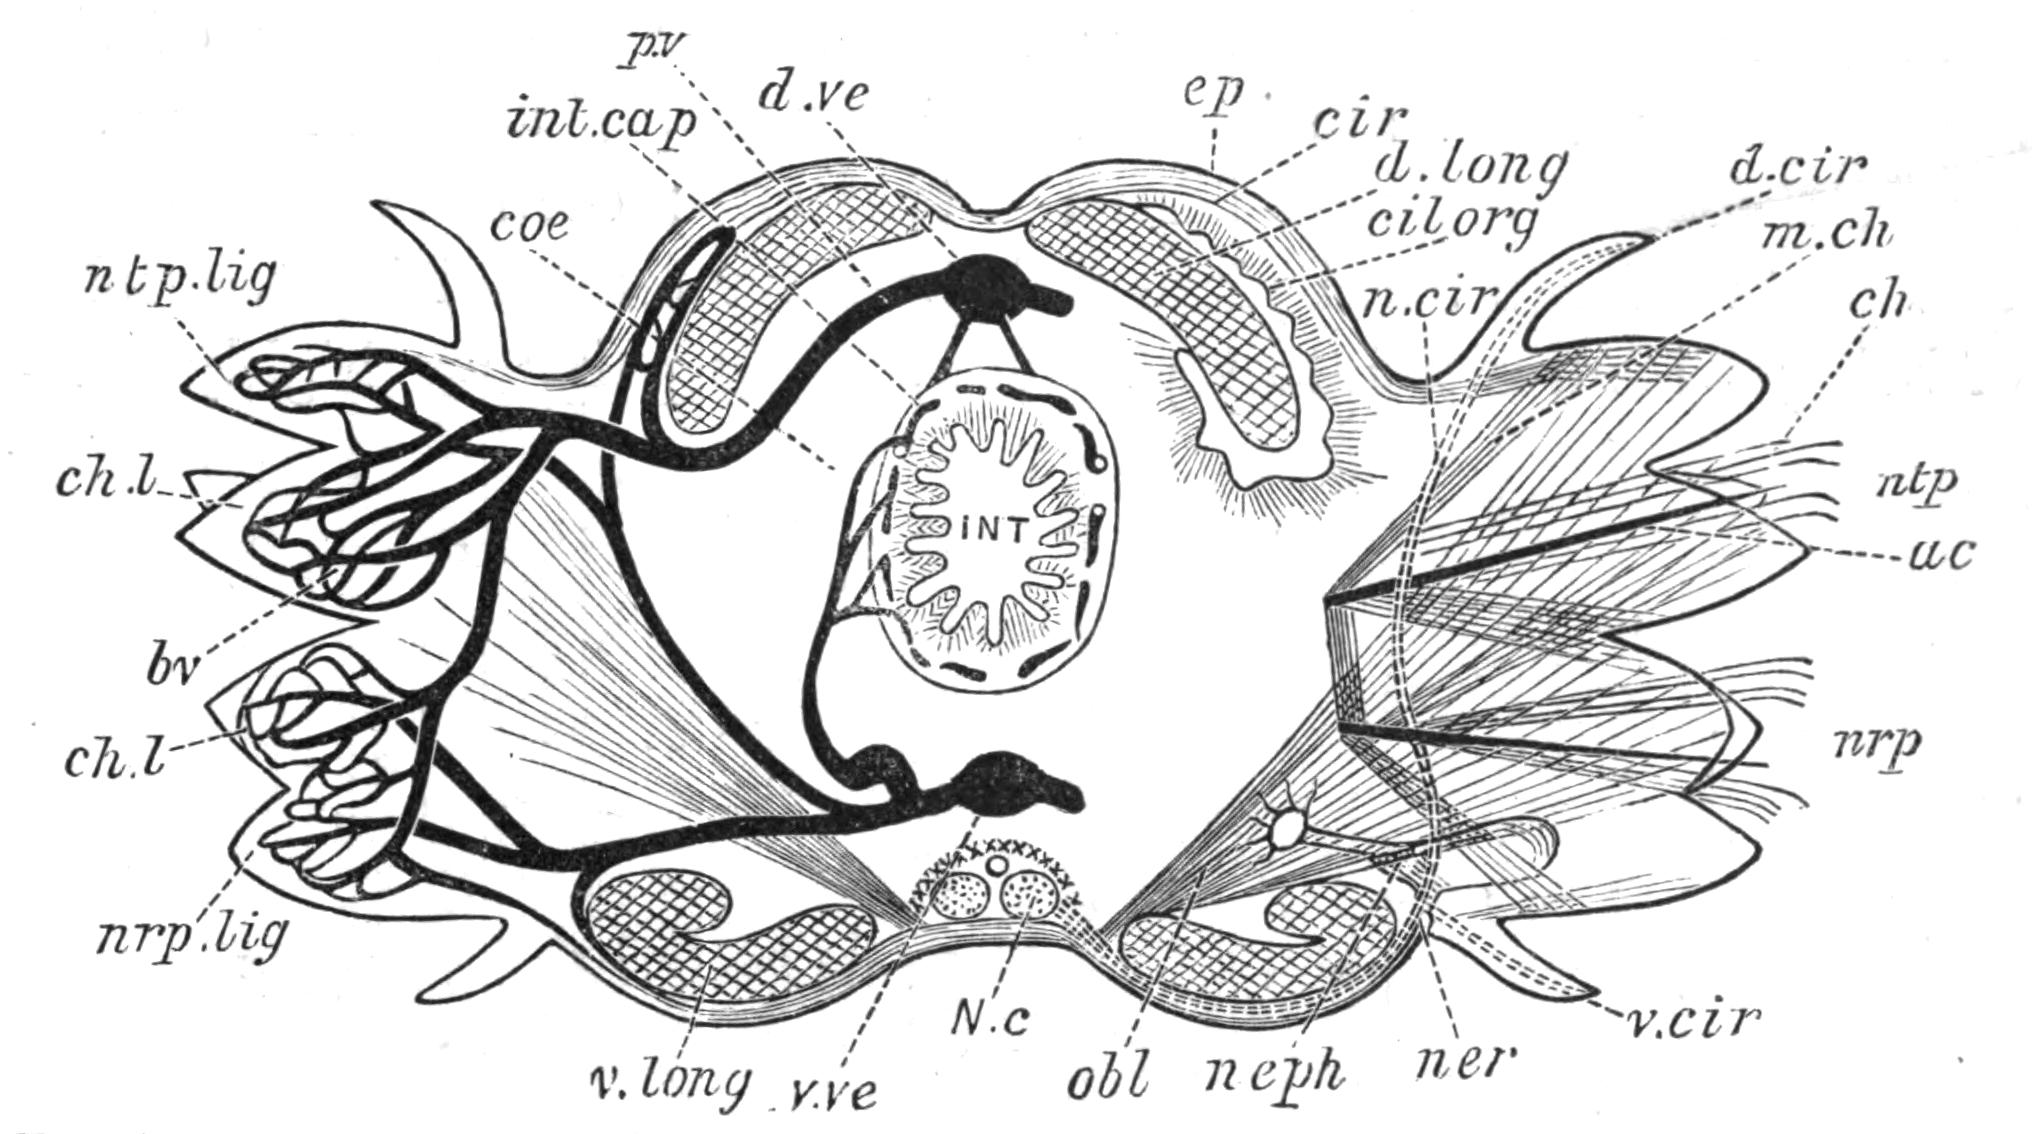 p.v
d.ve
ep.
int.cap
cir
d.long
d.cir
coe
cil org
m.ch
ntp.lig
n.cir
ch
ch.l
ntp
iNT
ac
bv
ch.l
nrp
nrp.lig
N.c
v.cir
v.long
v.ve
obl
neph
ner